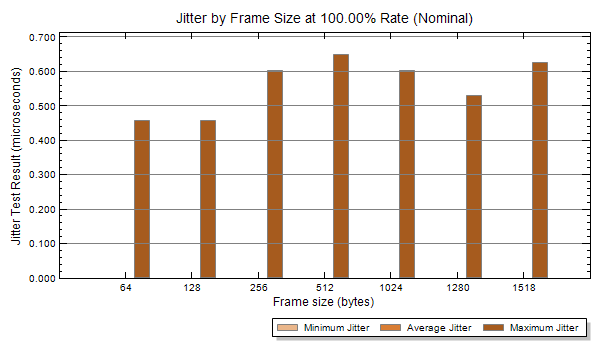 Jitter by Frame Size at 100.00% Rate (Nominal)
Jitter Test Result (microseconds)
0.700
0.600
0.500
0.400
0.300
0.200
0.100
0.000
64 128 256 512 1024 1280 1518
Frame size (bytes)
Minimum Jitter Average Jitter Maximum Jitter